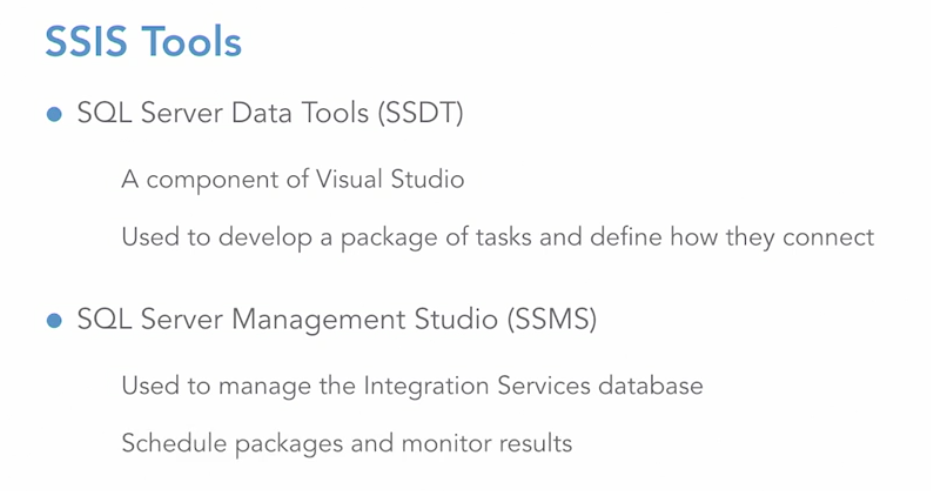 SSIS Tools
● SQL Server Data Tools (SSDT)
A component of Visual Studio
Used to develop a package of tasks and define how they connect
● SQL Server Management Studio (SSMS)
Used to manage the Integration Services database
Schedule packages and monitor results